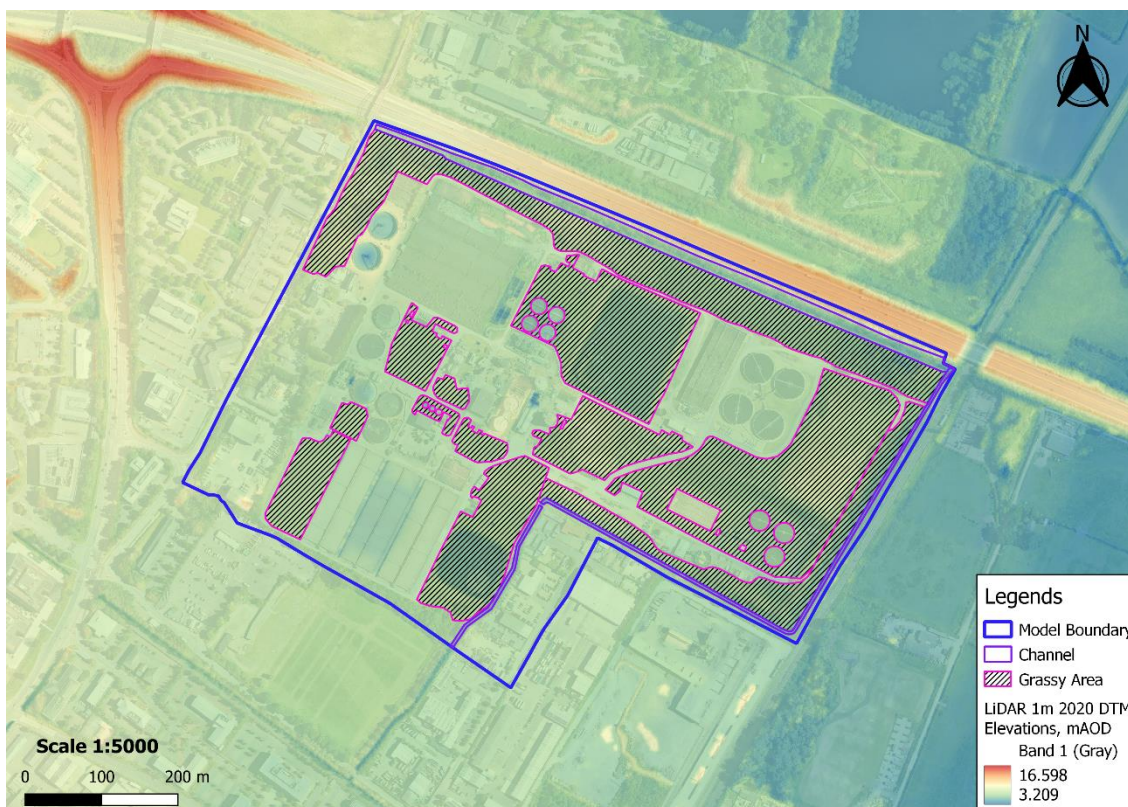 N
Legends
Model Boundary
Channel
Grassy Area
LiDAR 1m 2020 DTM
Elevations, mAOD
Band 1 (Gray)
16.598
3.209
Scale 1:5000
0 100 200 m